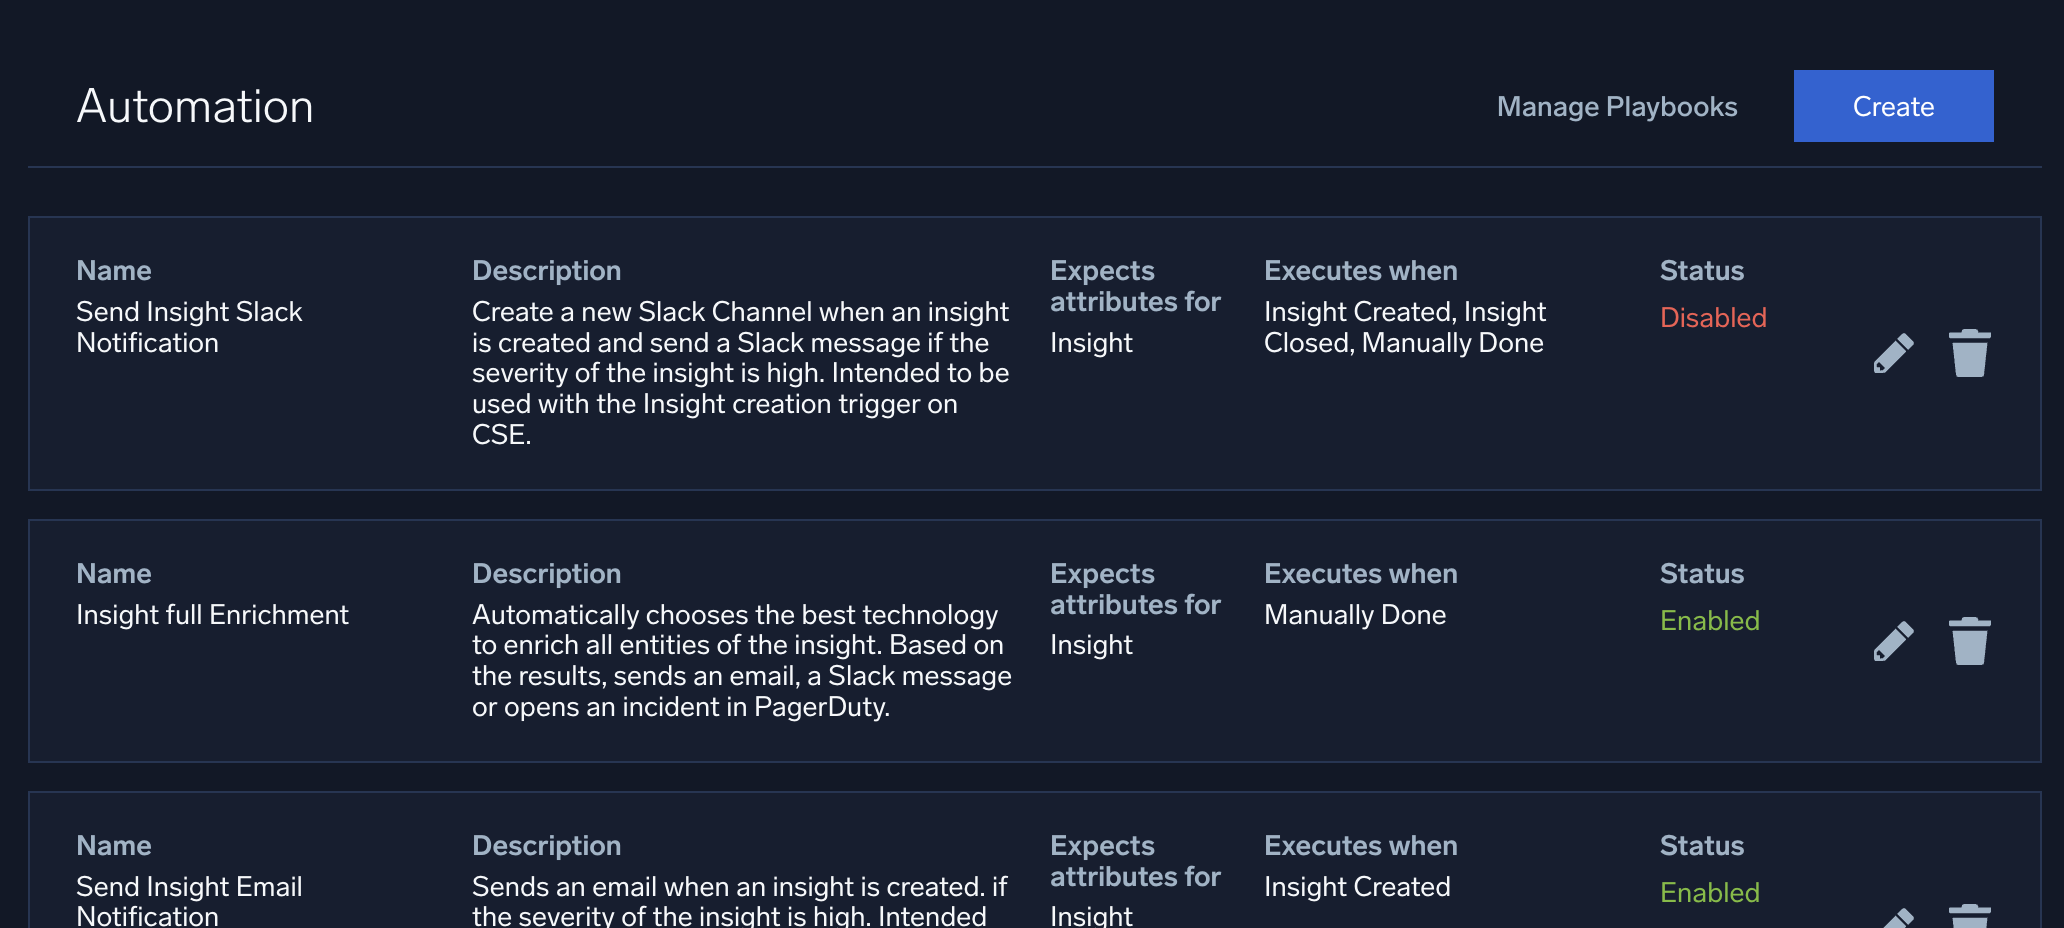 Automation
Manage Playbooks
Create
Name
Send Insight Slack
Notification
Description
Create a new Slack Channel when an insight
is created and send a Slack message if the
severity of the insight is high. Intended to be
used with the Insight creation trigger on
CSE.
Expects
attributes for
Insight
Executes when
Insight Created, Insight
Closed, Manually Done
Status
Disabled
Name
Insight full Enrichment
Description
Automatically chooses the best technology
to enrich all entities of the insight. Based on
the results, sends an email, a Slack message
or opens an incident in PagerDuty.
Expects
attributes for
Insight
Executes when
Manually Done
Status
Enabled
Name
Send Insight Email
Notification
Description
Sends an email when an insight is created. if
the severity of the insight is high. Intended
Expects
attributes for
Insight
Executes when
Insight Created
Status
Enabled